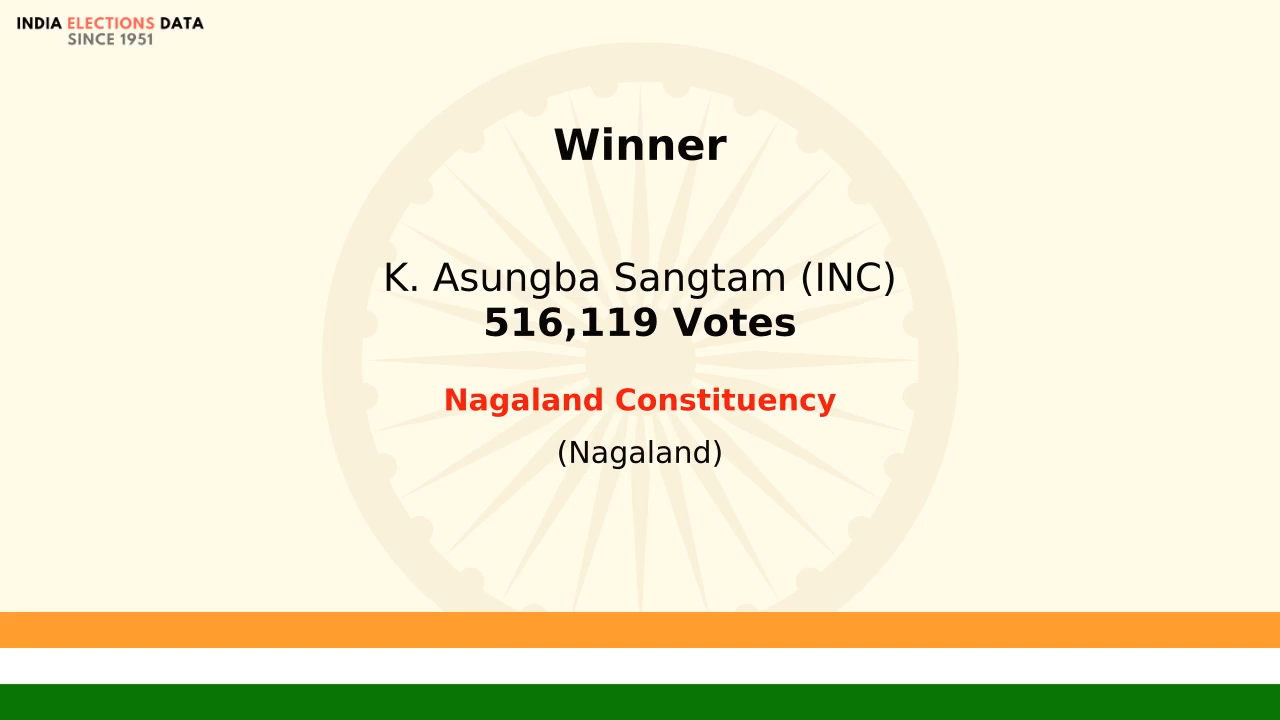 INDIA ELECTIONS DATA
SINCE 1951
Winner
K. Asungba Sangtam (INC)
516,119 Votes
Nagaland Constituency
(Nagaland)